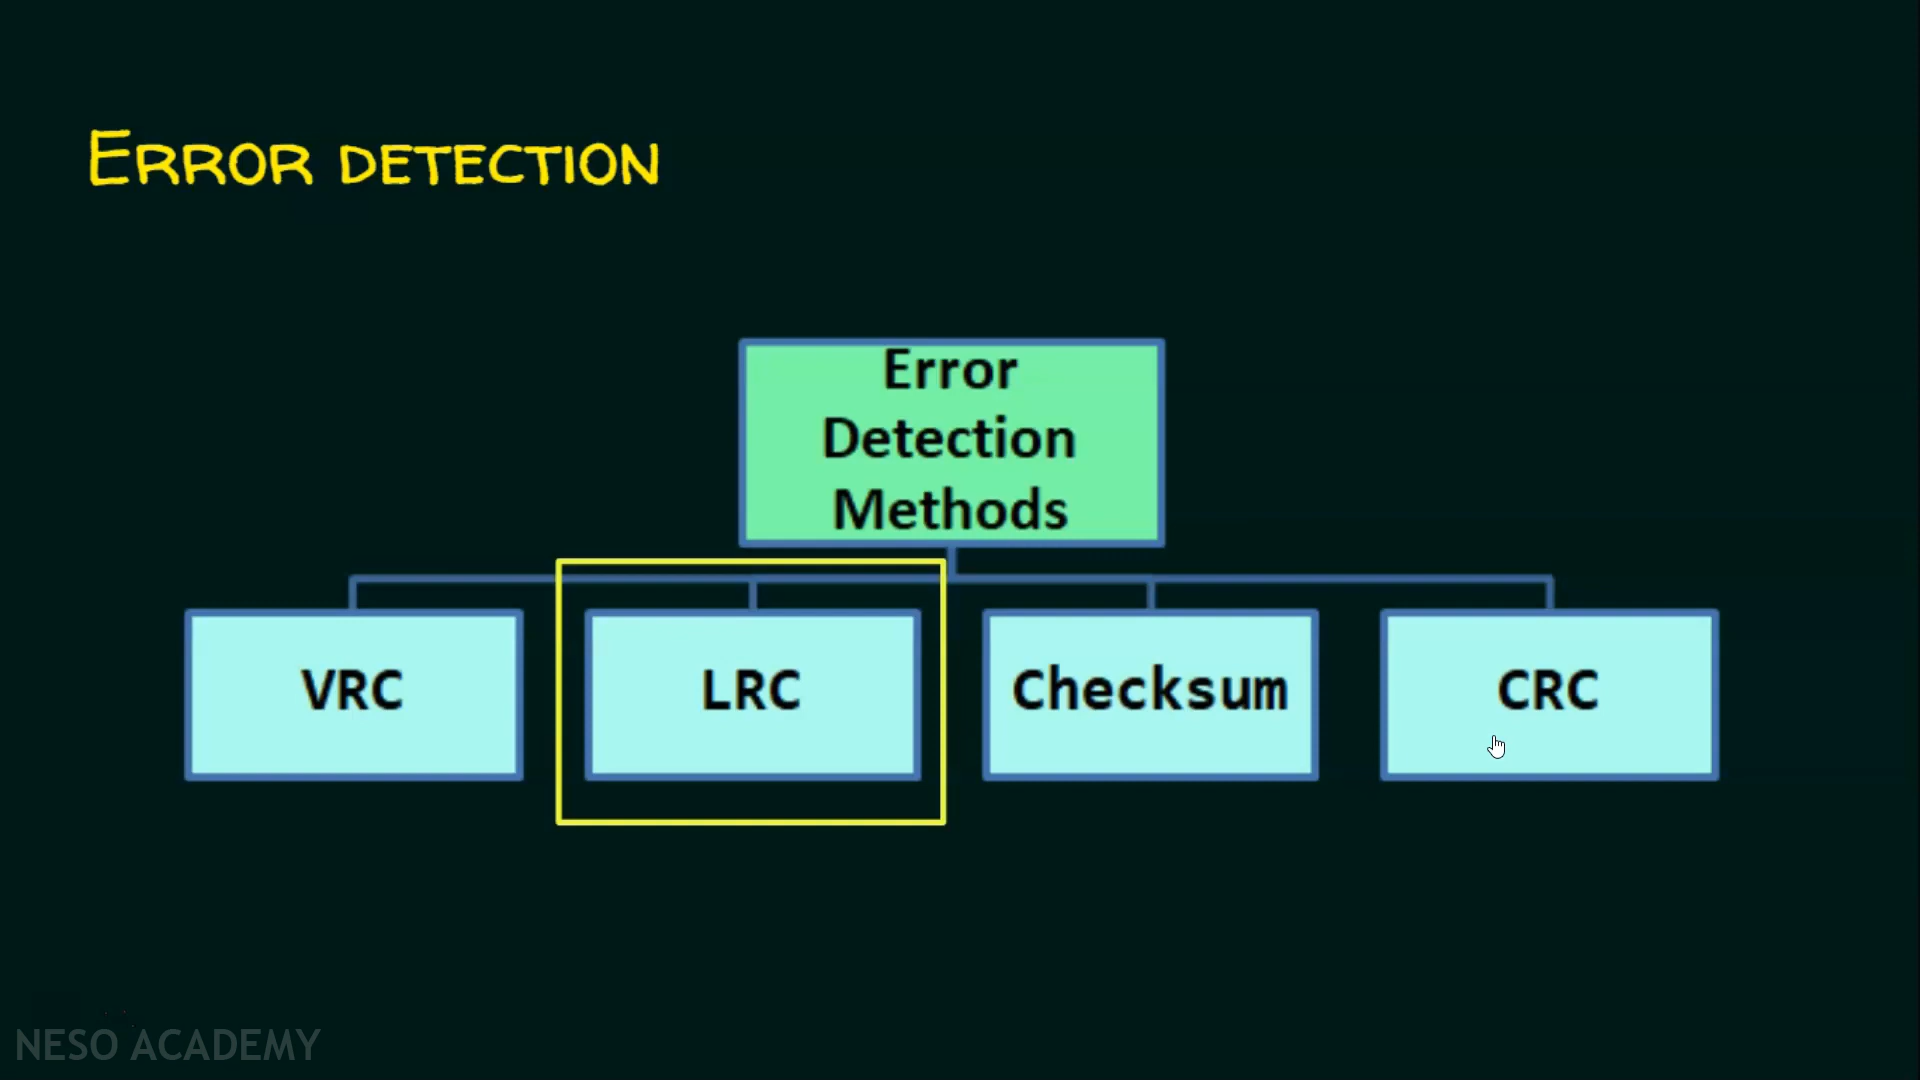 ERROR DETECTION
Error
Detection
Methods
VRC
LRC
Checksum
CRC
NESO ACADEMY